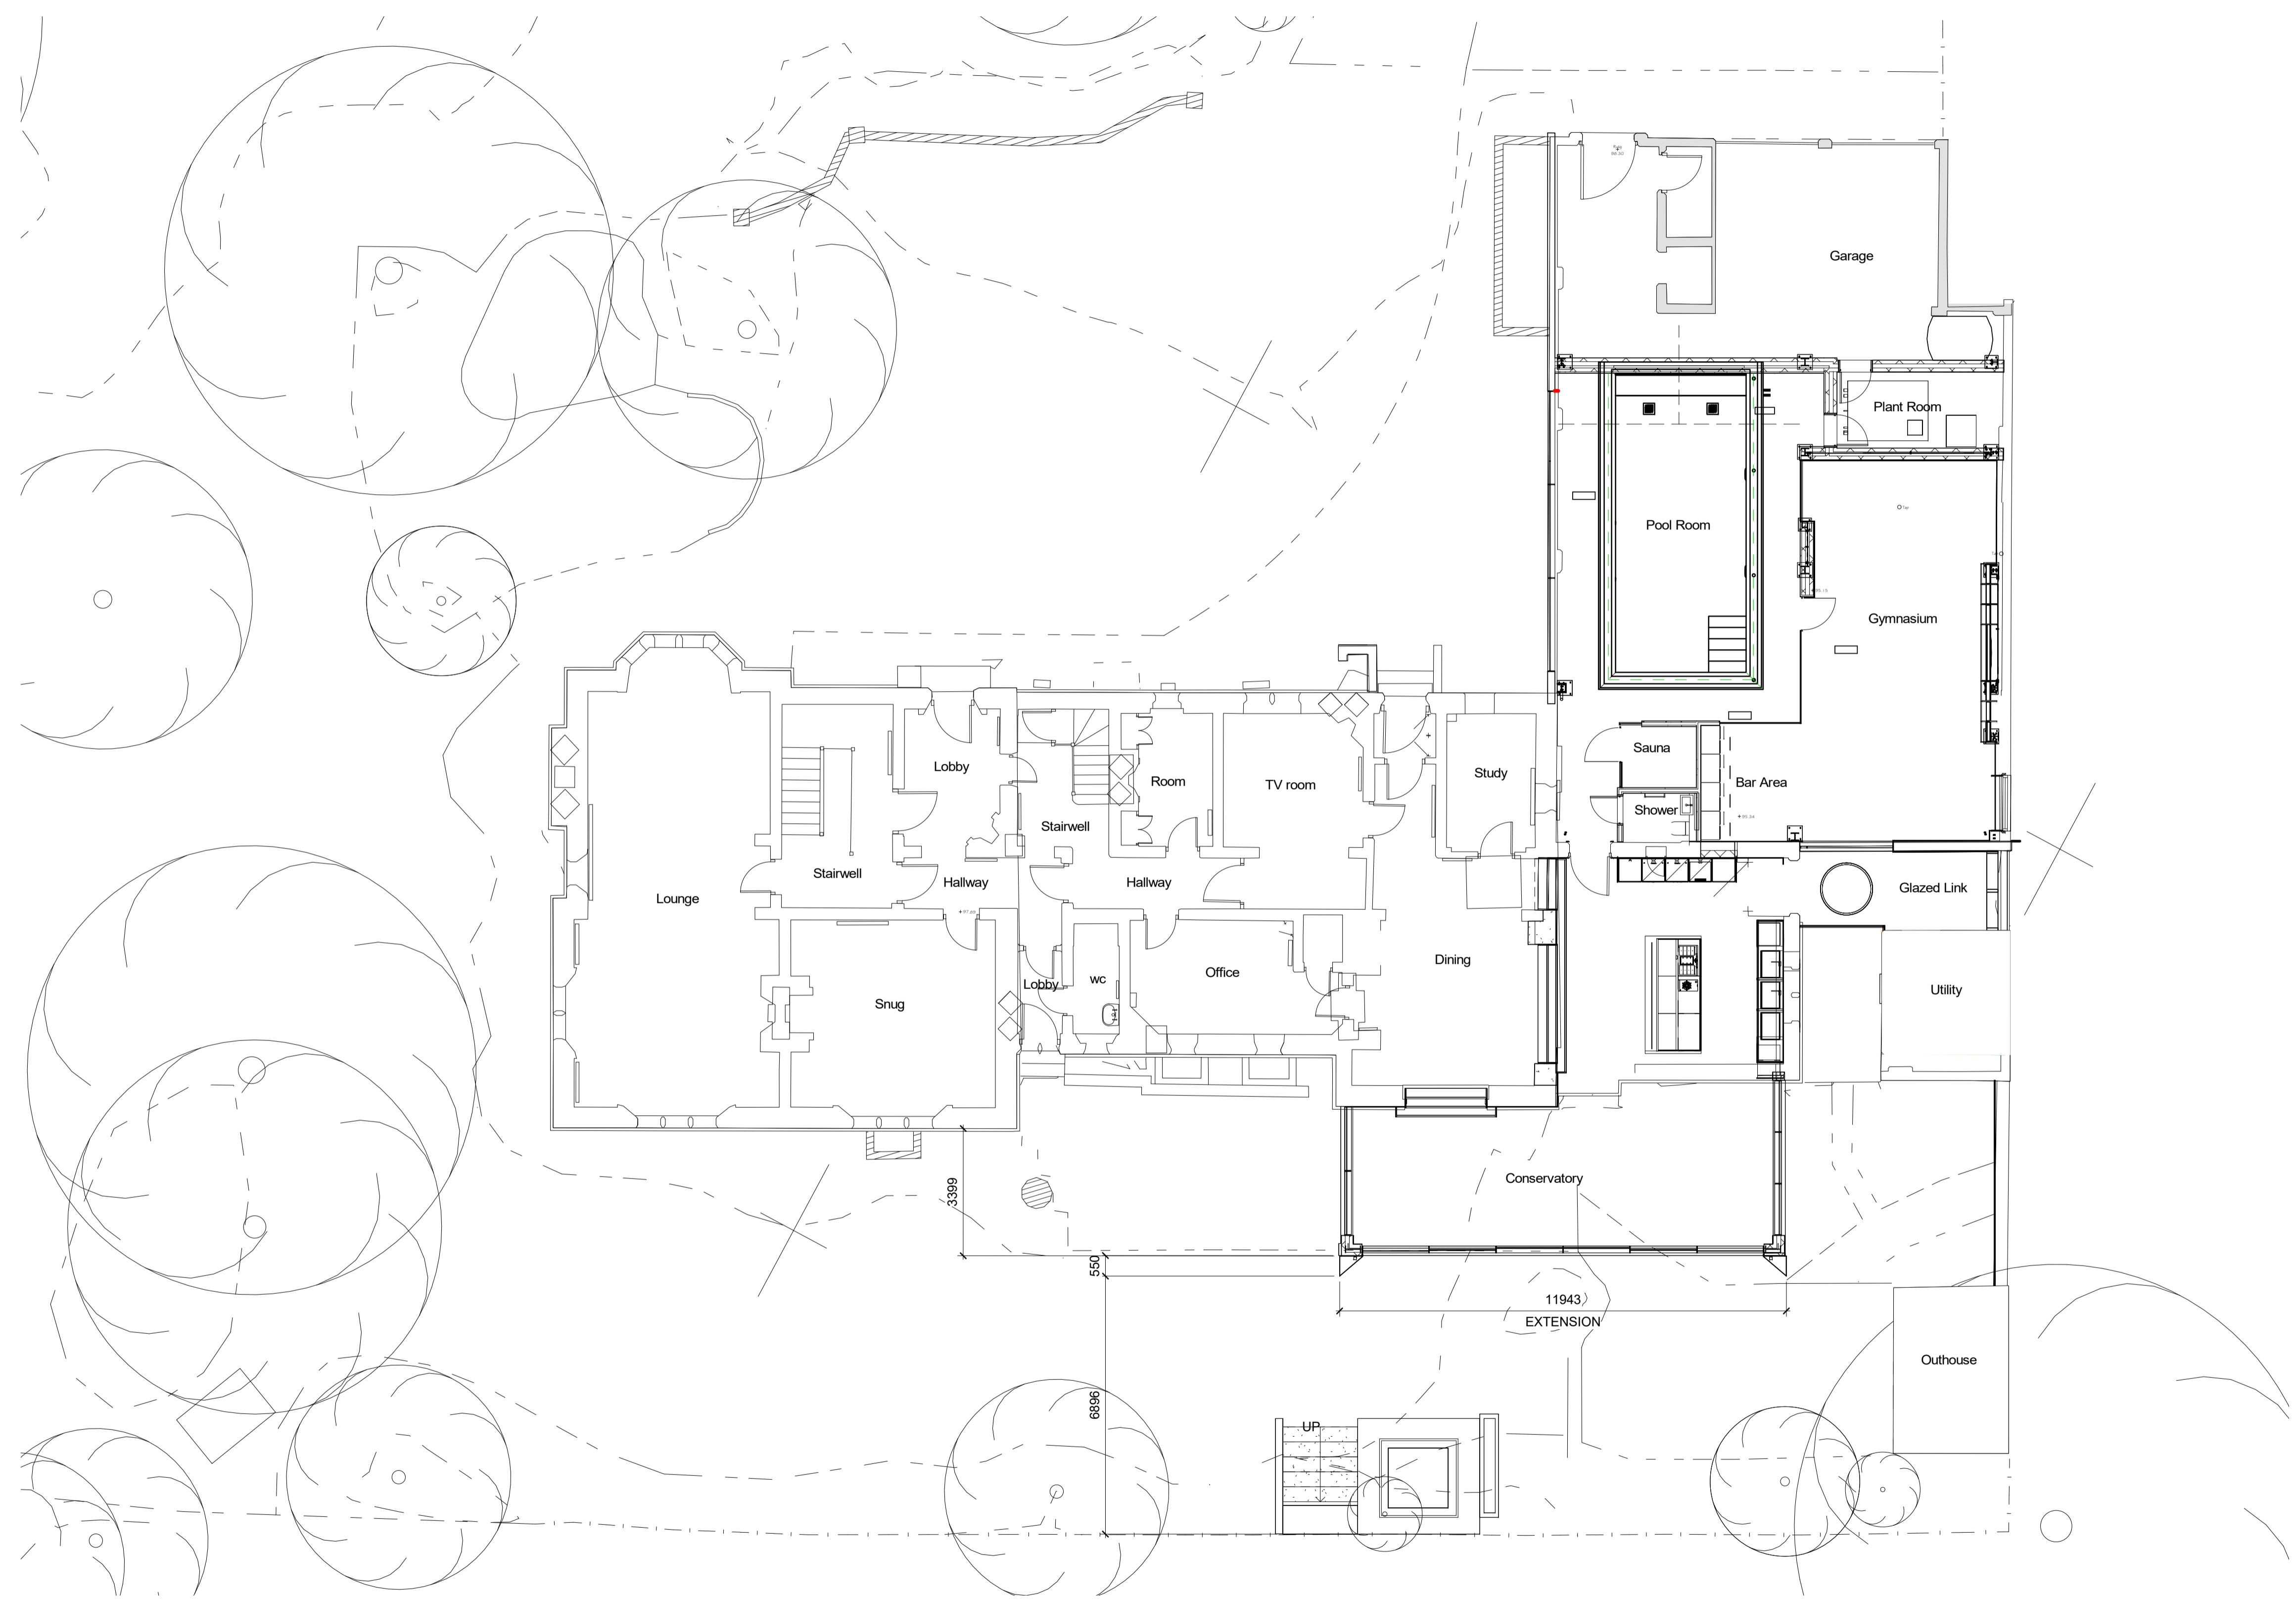 Garage
Plant Room
Pool Room
Gymnasium
Sauna
Lobby
Study
Room
TV room
Bar Area
Shower
Stairwell
Stairwell
Hallway
Hallway
Glazed Link
Lounge
Dining
Office
wc
Lobby
Utility
Snug
Conservatory
3399
550
11943
EXTENSION
Outhouse
6896
UP